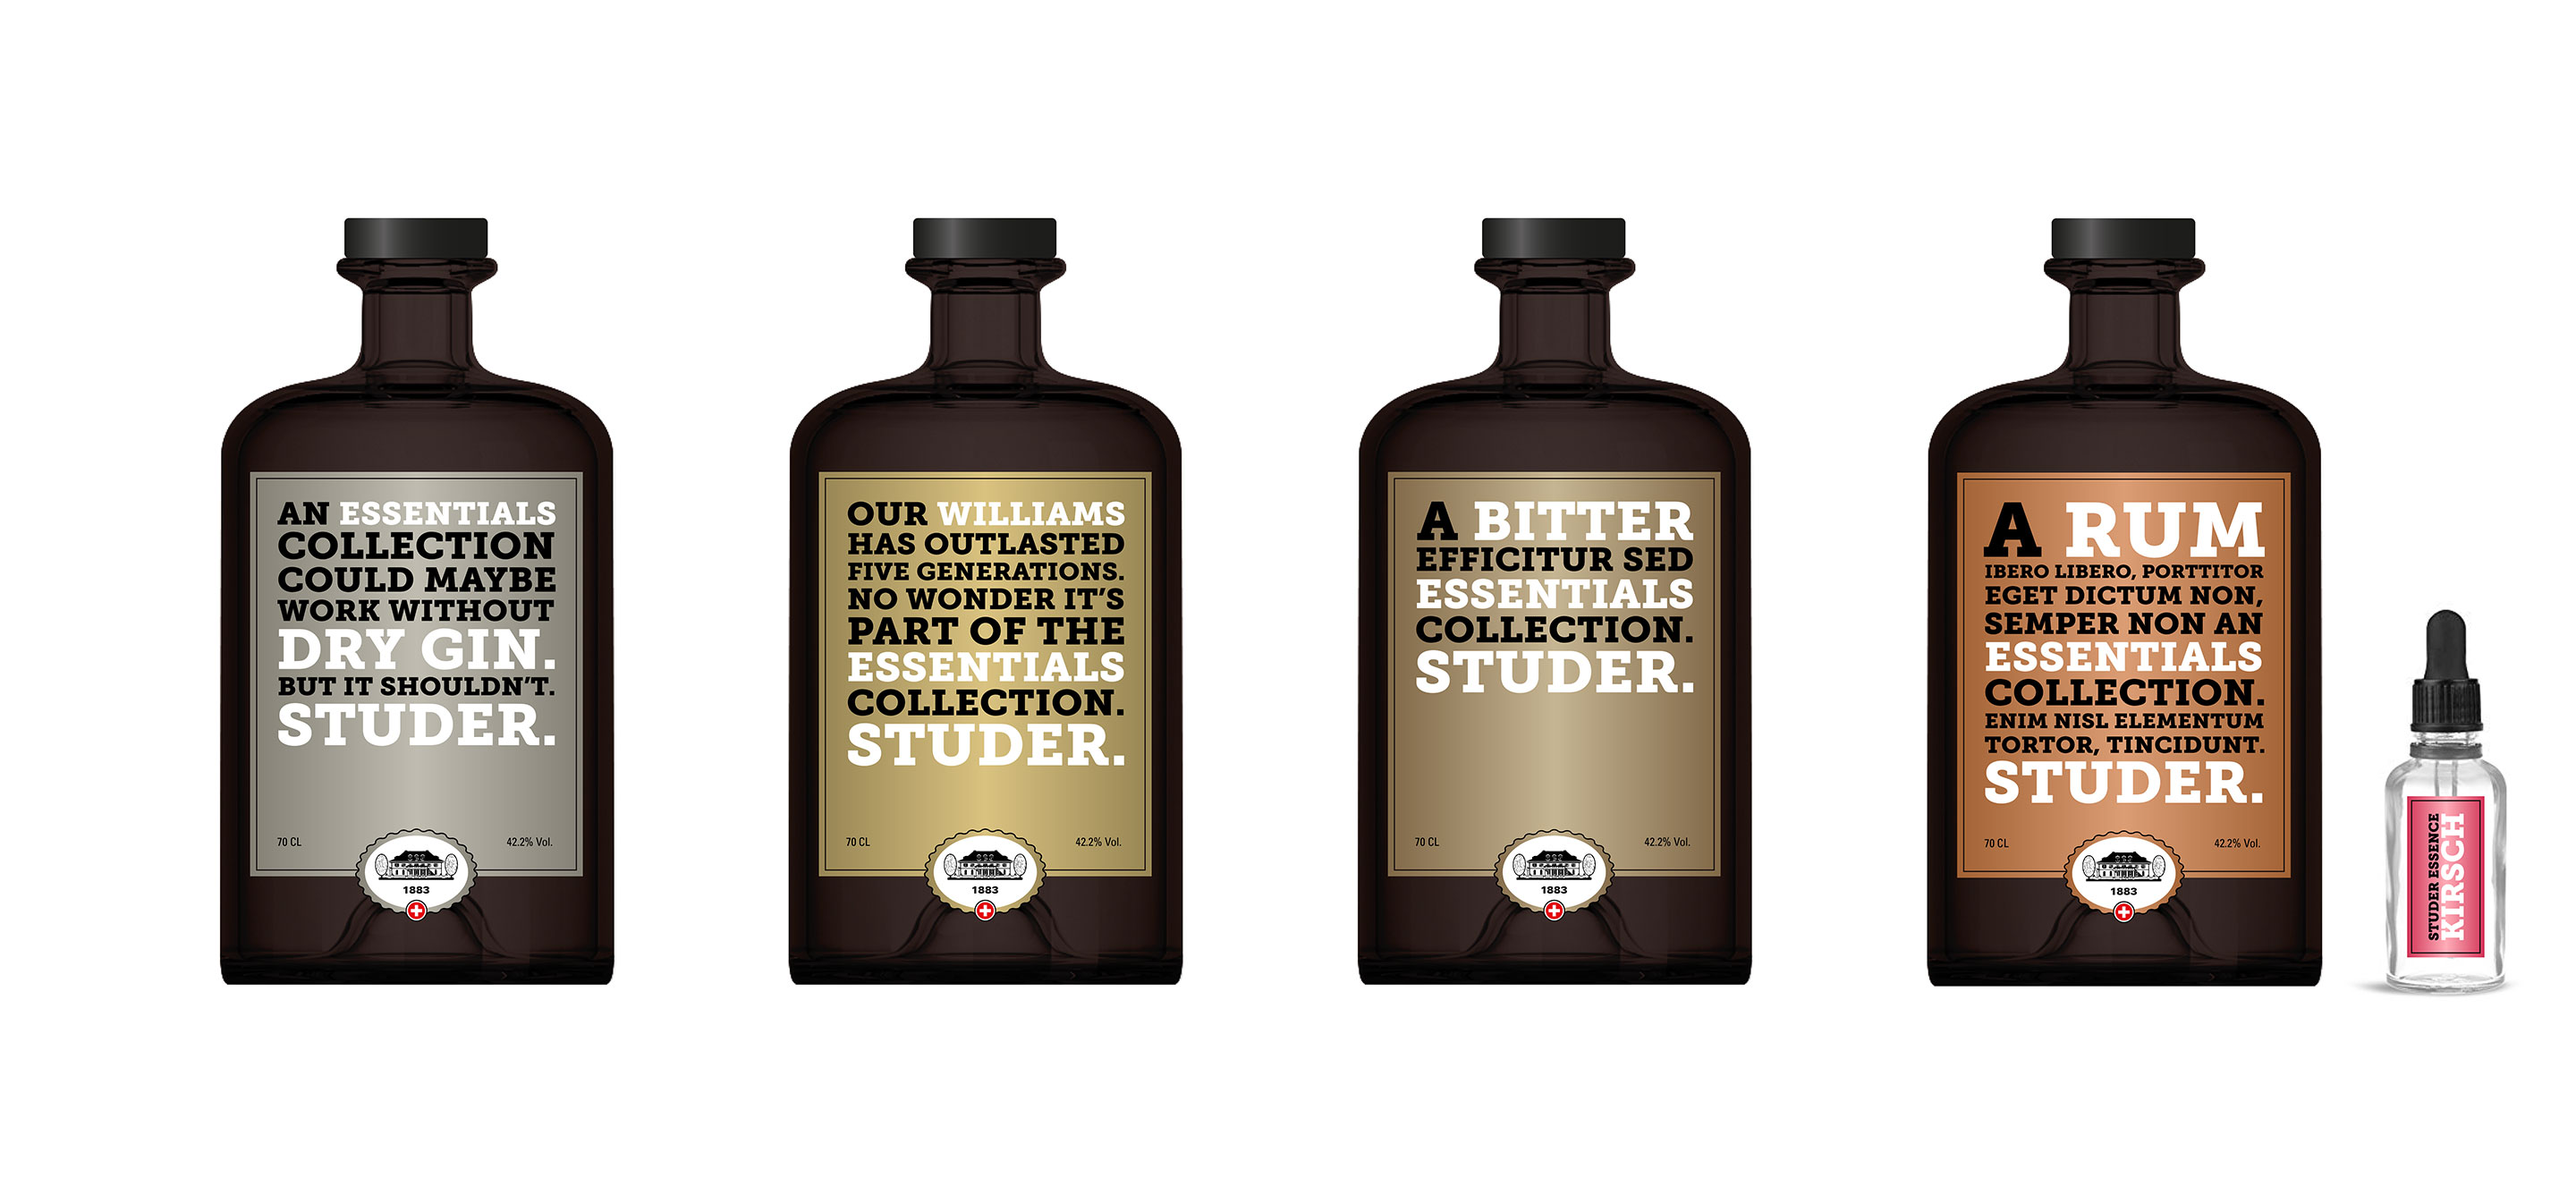 AN ESSENTIALS
COLLECTION
COULD MAYBE
WORK WITHOUT
DRY GIN.
BUT IT SHOULDN'T.
STUDER.
70 CL
42.2% Vol.
1883
OUR WILLIAMS
HAS OUTLASTED
FIVE GENERATIONS.
NO WONDER IT'S
PART OF THE
ESSENTIALS
COLLECTION.
STUDER.
70 CL
42.2% Vol.
1883
A BITTER
EFFICITUR SED
ESSENTIALS
COLLECTION.
STUDER.
70 CL
42.2% Vol.
1883
A RUM
IBERO LIBERO, PORTTITOR
EGET DICTUM NON,
SEMPER NON AN
ESSENTIALS
COLLECTION.
ENIM NISL ELEMENTUM
TORTOR, TINCIDUNT.
STUDER.
70 CL
42.2% Vol.
1883
STUDER ESSENCE
KIRSCH